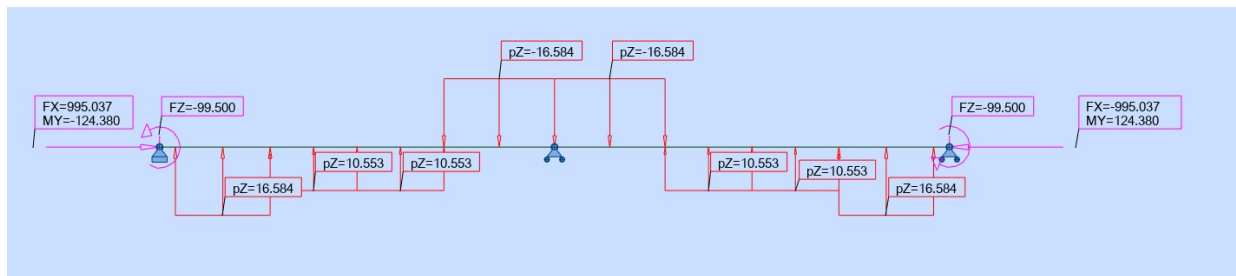 pZ=-16.584
pZ=-16.584
FX=995.037
MY=-124.380
FZ=-99.500
FZ=-99.500
FX=-995.037
MY=124.380
pZ=10.553
pZ=10.553
pZ=10.553
pZ=10.553
pZ=16.584
pZ=16.584